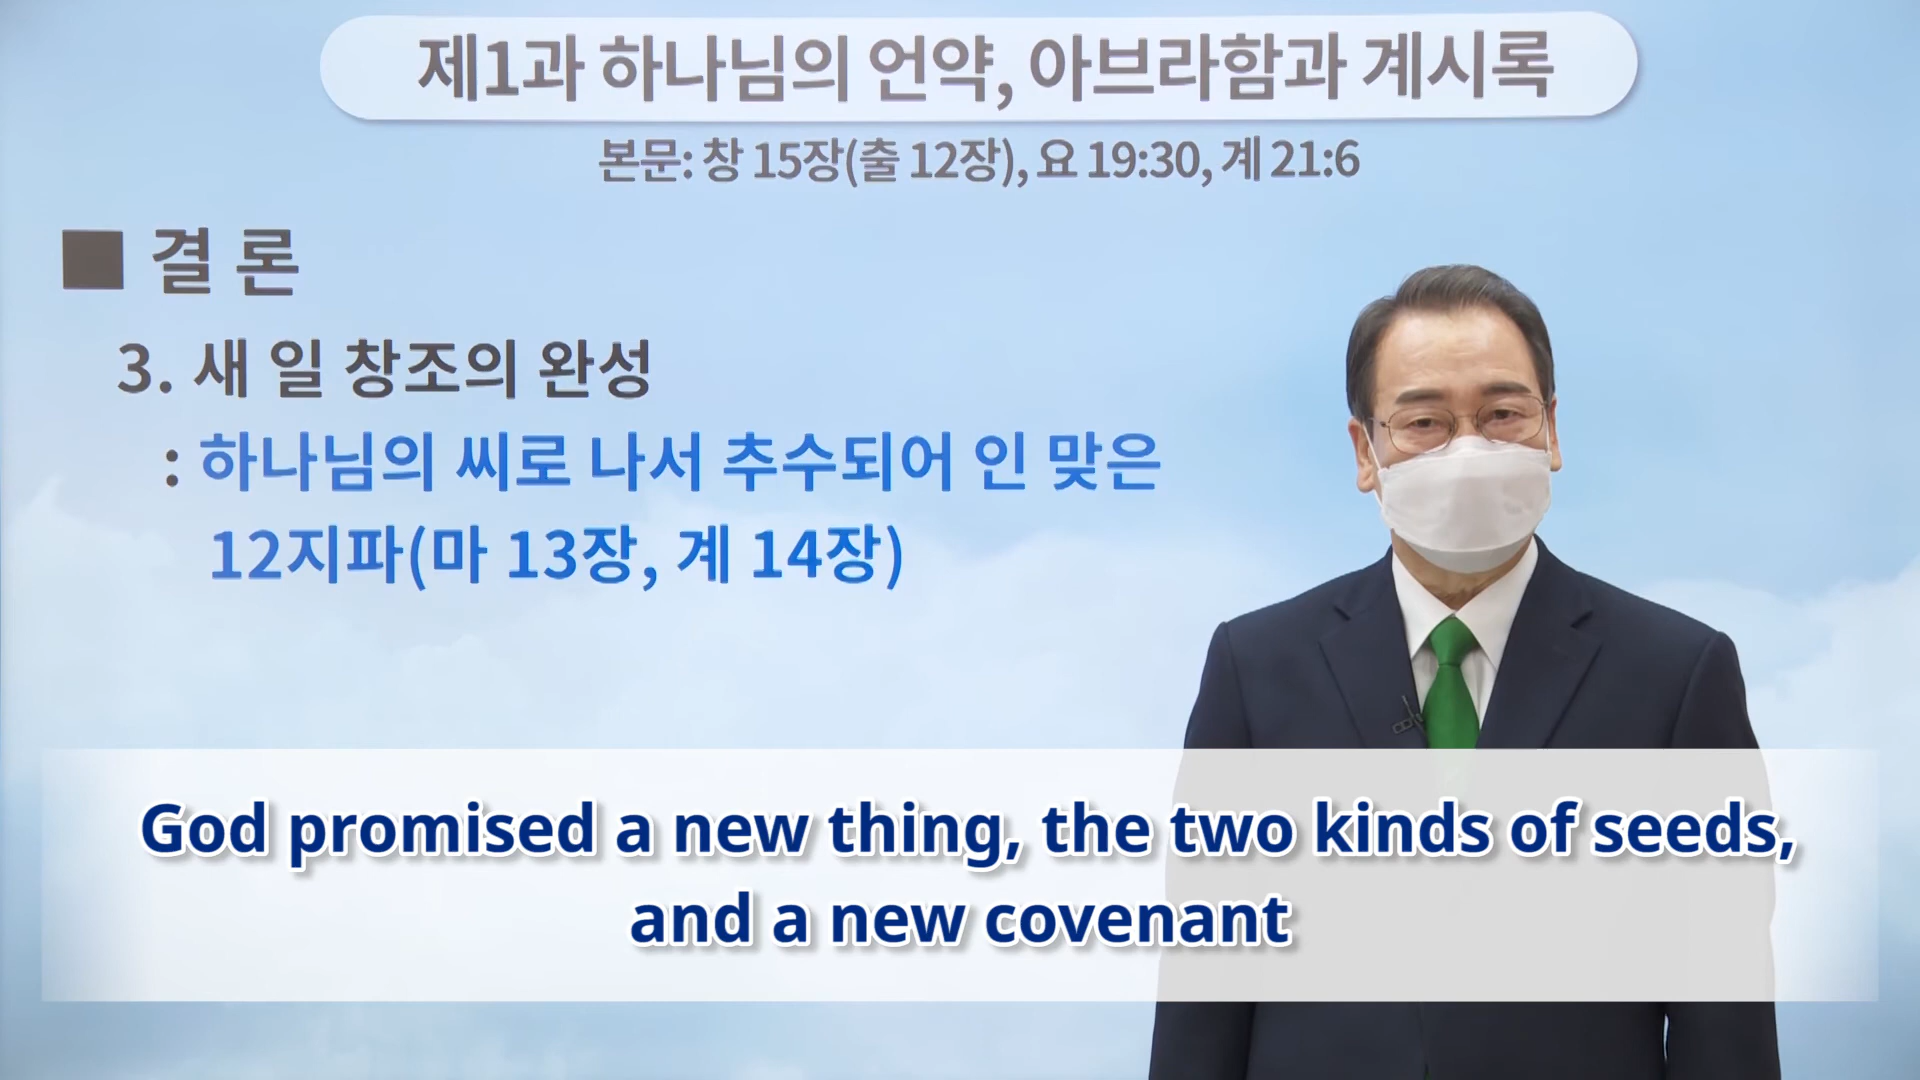 제1과 하나님의 언약, 아브라함과 계시록
본문: 창 15장(출 12장), 요 19:30, 계 21:6
■ 결 론
3. 새 일 창조의 완성
: 하나님의 씨로 나서 추수되어 인 맞은
12지파(마 13장, 계 14장)
God promised a new thing, the two kinds of seeds,
and a new covenant